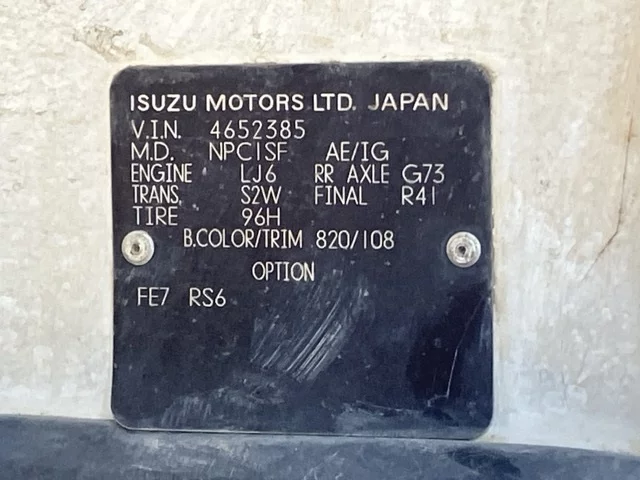 ISUZU MOTORS LTD. JAPAN
V.I.N. 4652385
M.D. NPC1SF AE/IG
ENGINE LJ6 RR AXLE G73
TRANS. S2W FINAL R41
TIRE 96H
B.COLOR/TRIM 820/108
OPTION
FE7 RS6